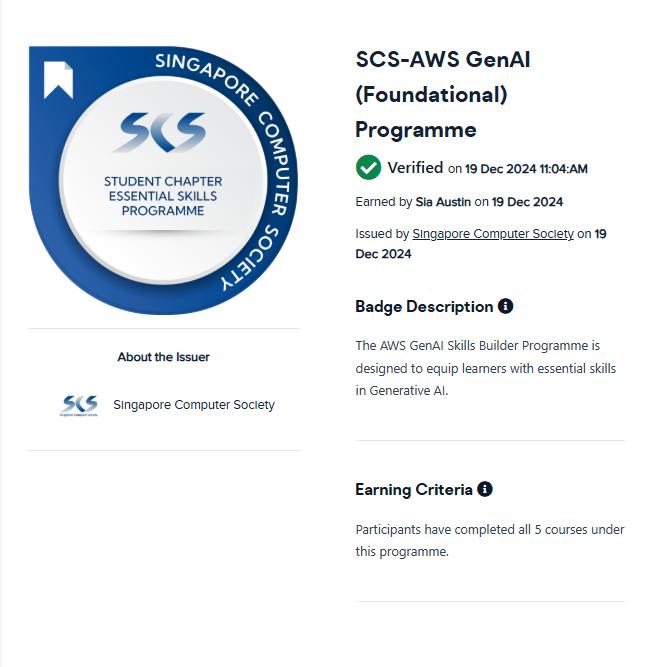 SINGAPORE COMPUTER SOCIETY
SCS
STUDENT CHAPTER
ESSENTIAL SKILLS
PROGRAMME
About the Issuer
SCS
Singapore Computer Society
SCS-AWS GenAI
(Foundational)
Programme
Verified on 19 Dec 2024 11:04:AM
Earned by Sia Austin on 19 Dec 2024
Issued by Singapore Computer Society on 19
Dec 2024
Badge Description
The AWS GenAI Skills Builder Programme is
designed to equip learners with essential skills
in Generative AI.
Earning Criteria
Participants have completed all 5 courses under
this programme.